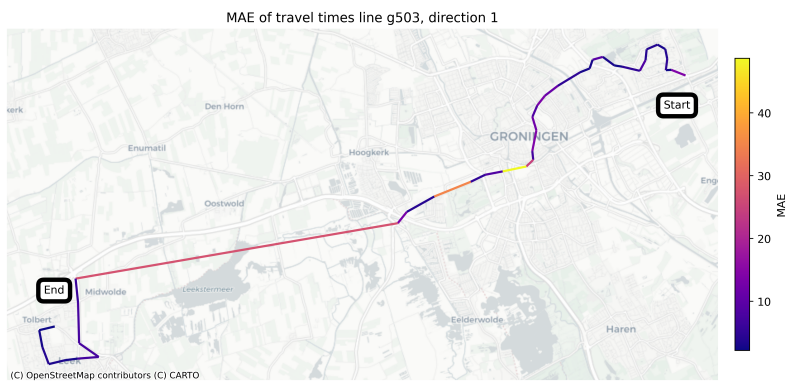 MAE of travel times line g503, direction 1
Den Horn
Start
GRONINGEN
Enumatil
Hoogkerk
Oostwold
End
Midwolde
Leekstermeer
Tolbert
Eelderwolde
Haren
Leek
(C) OpenStreetMap contributors (C) CARTO
40
30
20
10
MAE